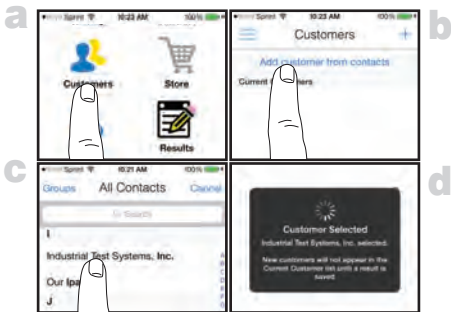 a
Sprint 10:23 AM 100%
Customers
Store
Results
b
Sprint 10:23 AM 100%
Customers +
Add customer from contacts
Current
c
Sprint 10:21 AM 100%
Groups All Contacts Cancel
Search
I
Industrial Test Systems, Inc.
Our
J
d
Customer Selected
Industrial Test Systems, Inc. selected.
New customers will not appear in the
Current Customer list until a result is
saved.